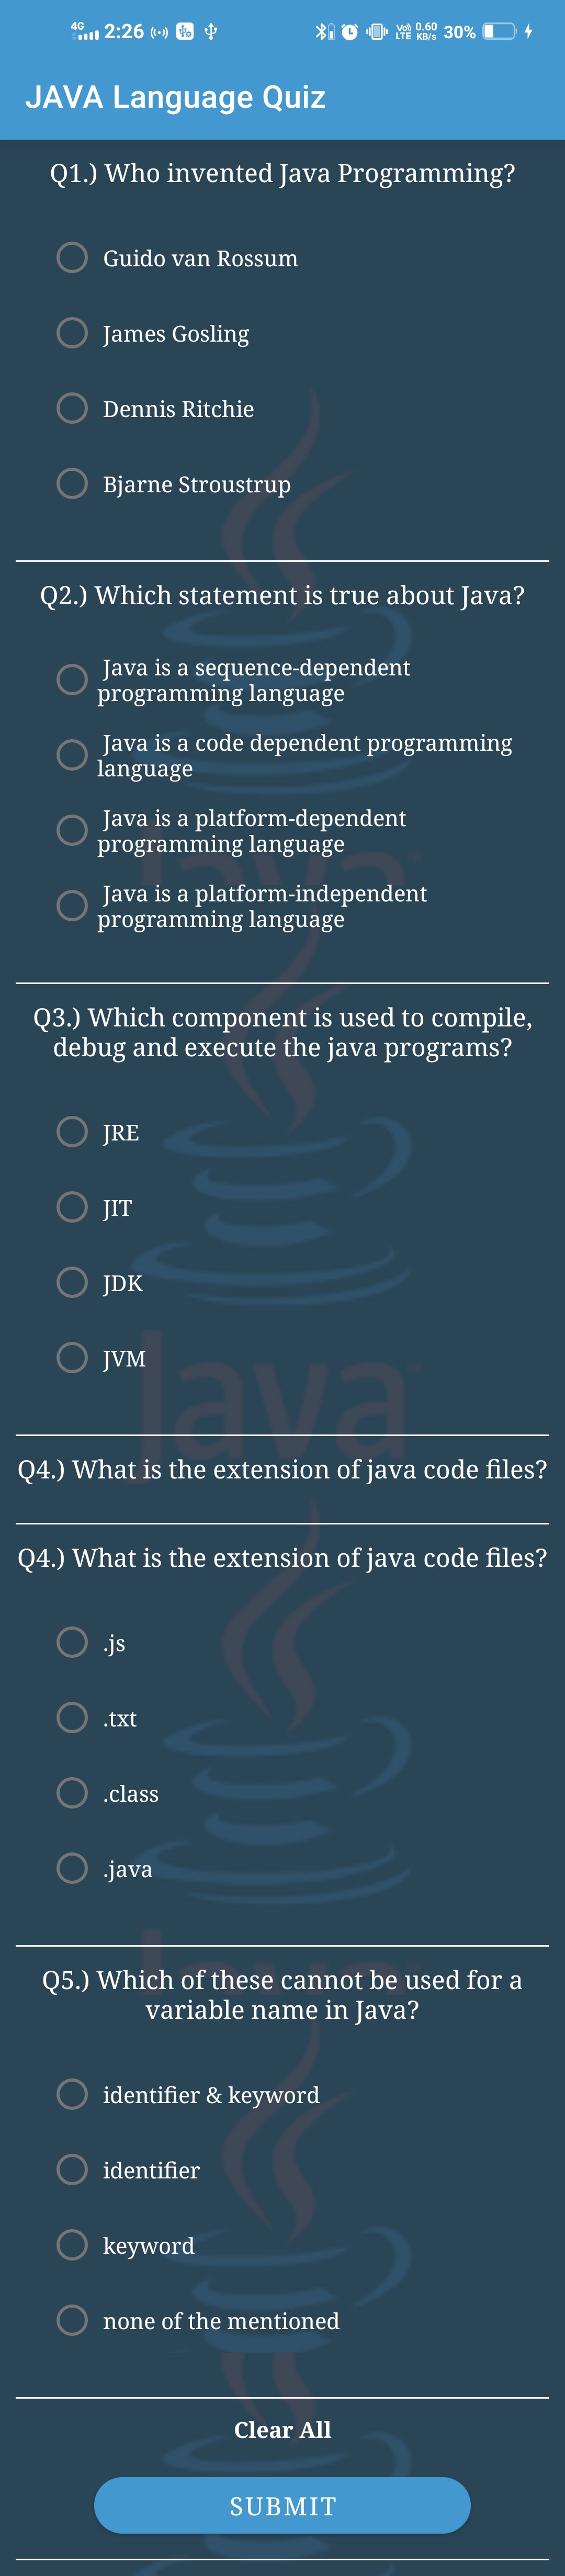 4G 2:26 VoD LTE 0.60 KB/s 30%
JAVA Language Quiz
Q1.) Who invented Java Programming?
Guido van Rossum
James Gosling
Dennis Ritchie
Bjarne Stroustrup
Q2.) Which statement is true about Java?
Java is a sequence-dependent
programming language
Java is a code dependent programming
language
Java is a platform-dependent
programming language
Java is a platform-independent
programming language
Q3.) Which component is used to compile,
debug and execute the java programs?
JRE
JIT
JDK
JVM
Java
Q4.) What is the extension of java code files?
Q4.) What is the extension of java code files?
.js
.txt
.class
.java
Q5.) Which of these cannot be used for a
variable name in Java?
identifier & keyword
identifier
keyword
none of the mentioned
Clear All
SUBMIT